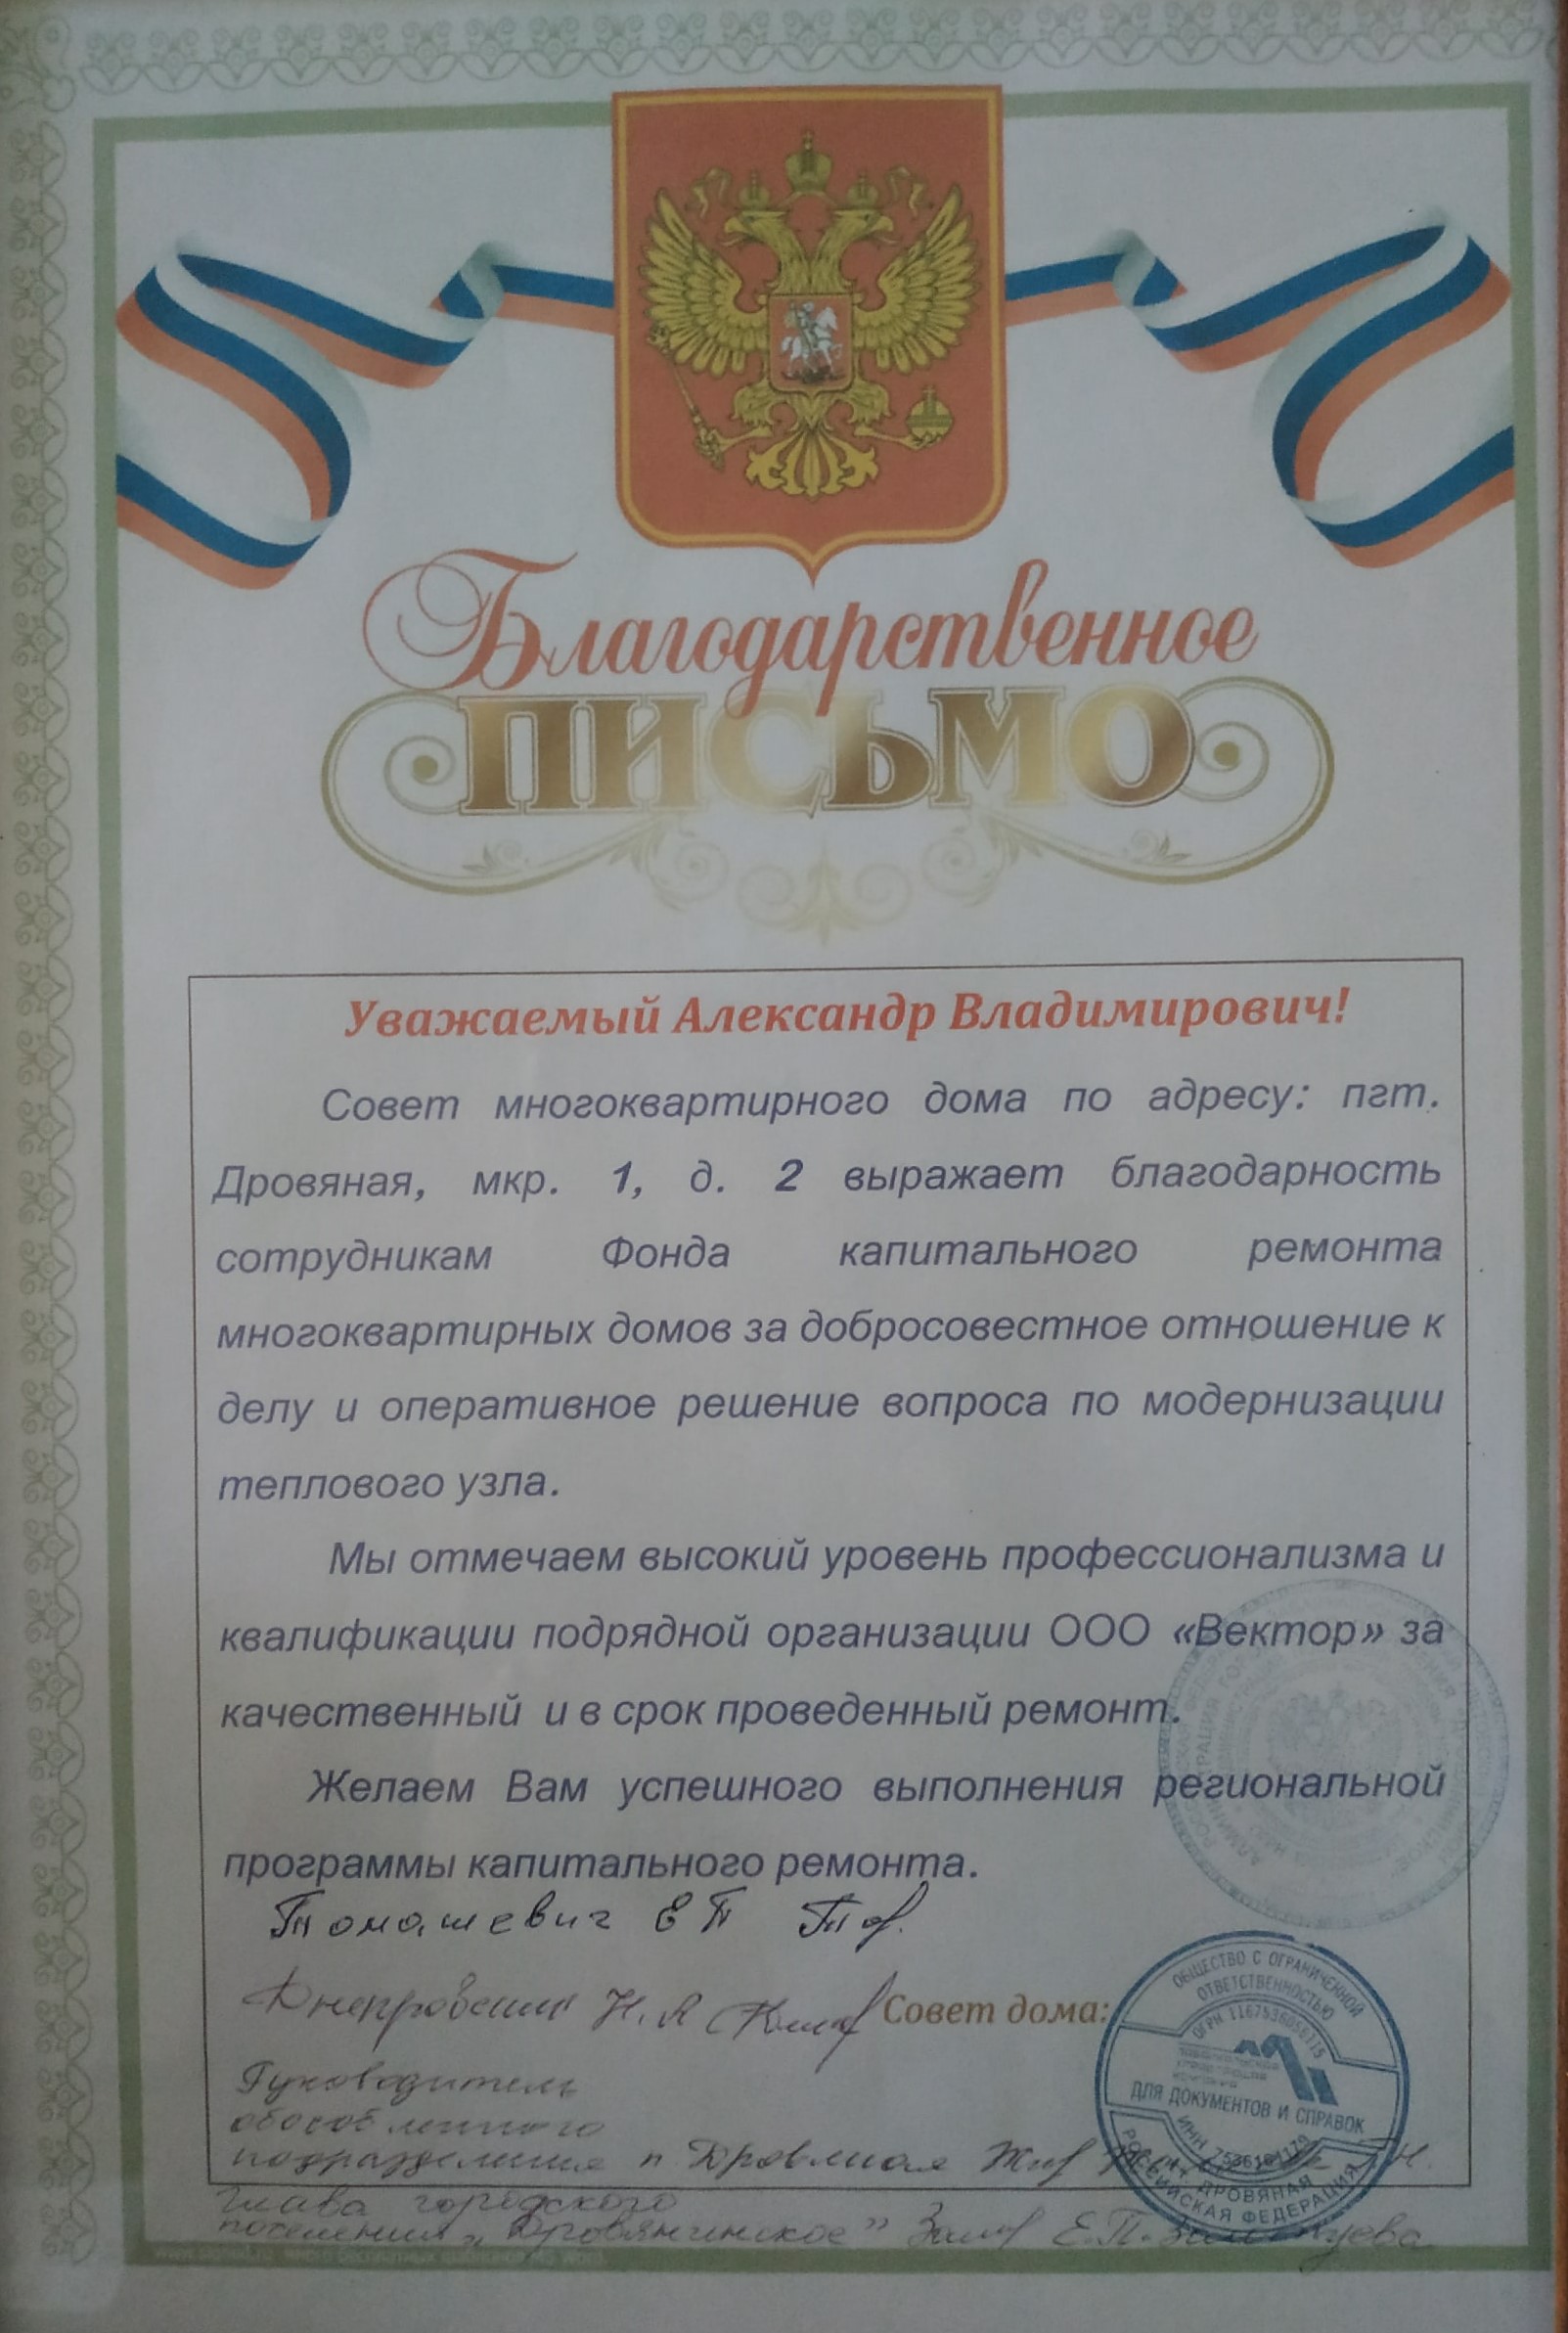 Благодарственное
ПИСЬМО
Уважаемый Александр Владимирович!
Совет многоквартирного дома по адресу: пгт.
Дровяная, мкр. 1, д. 2 выражает благодарность
сотрудникам Фонда капитального ремонта
многоквартирных домов за добросовестное отношение к
делу и оперативное решение вопроса по модернизации
теплового узла.
Мы отмечаем высокий уровень профессионализма и
квалификации подрядной организации ООО «Вектор» за
качественный и в срок проведенный ремонт.
Желаем Вам успешного выполнения региональной
программы капитального ремонта.
Томашевич Е П
Н. А
Совет дома:
ОБЩЕСТВО С ОГРАНИЧЕННОЙ
ОТВЕТСТВЕННОСТЬЮ
ОГРН
ДЛЯ ДОКУМЕНТОВ И СПРАВОК
ИНН
ПГТ ДРОВЯНАЯ
РОССИЙСКАЯ ФЕДЕРАЦИЯ
Руководитель
обособленного
подразделения п Дровяная
Глава городского
поселения „Дровянинское” Е.П.